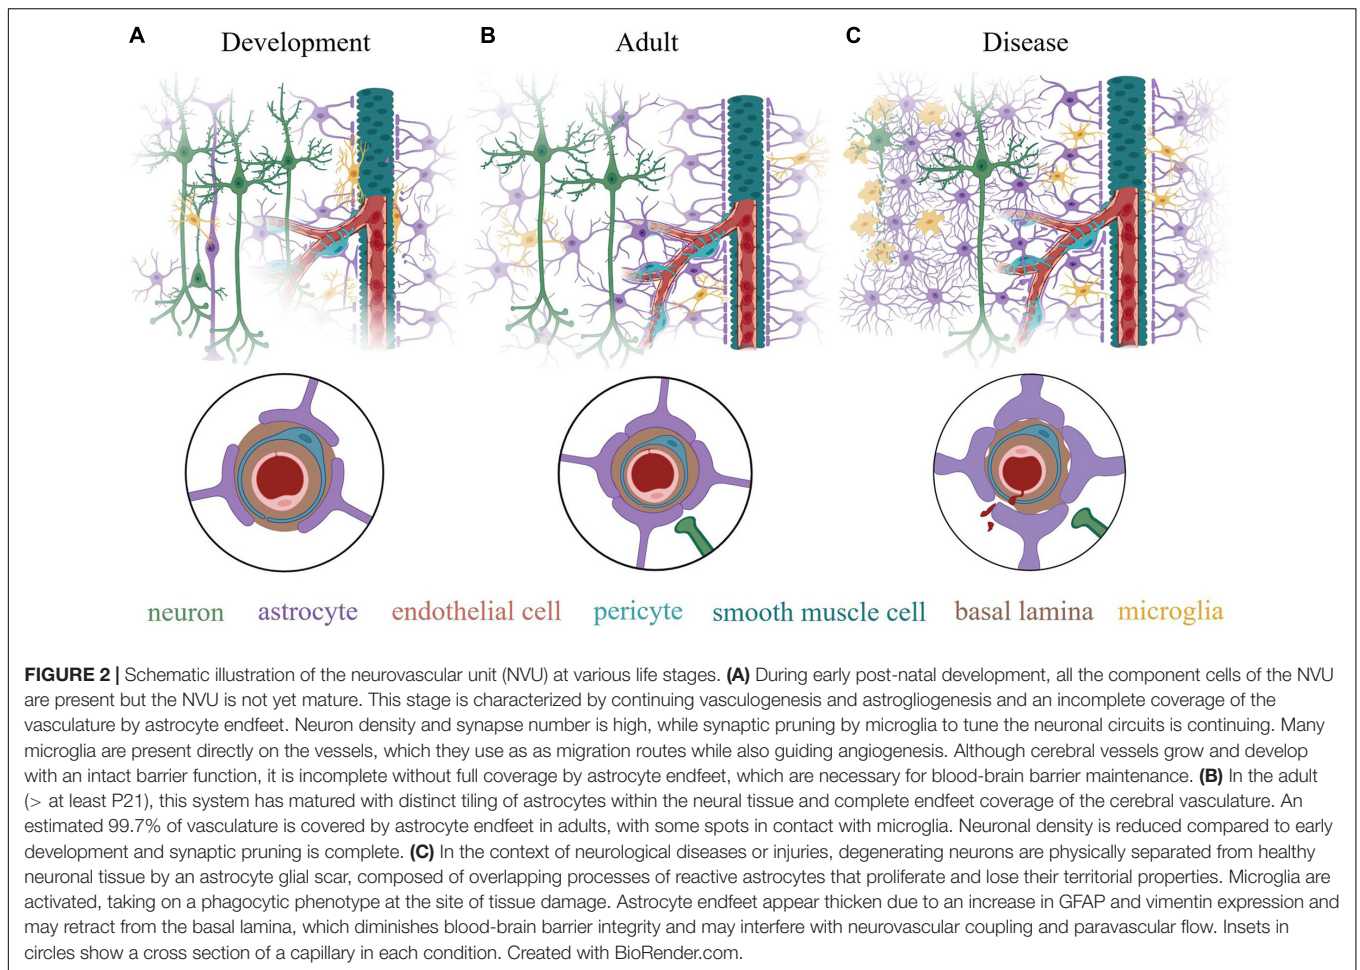 A Development B Adult C Disease
neuron astrocyte endothelial cell pericyte smooth muscle cell basal lamina microglia
FIGURE 2 | Schematic illustration of the neurovascular unit (NVU) at various life stages. (A) During early post-natal development, all the component cells of the NVU
are present but the NVU is not yet mature. This stage is characterized by continuing vasculogenesis and astrogliogenesis and an incomplete coverage of the
vasculature by astrocyte endfeet. Neuron density and synapse number is high, while synaptic pruning by microglia to tune the neuronal circuits is continuing. Many
microglia are present directly on the vessels, which they use as as migration routes while also guiding angiogenesis. Although cerebral vessels grow and develop
with an intact barrier function, it is incomplete without full coverage by astrocyte endfeet, which are necessary for blood-brain barrier maintenance. (B) In the adult
(> at least P21), this system has matured with distinct tiling of astrocytes within the neural tissue and complete endfeet coverage of the cerebral vasculature. An
estimated 99.7% of vasculature is covered by astrocyte endfeet in adults, with some spots in contact with microglia. Neuronal density is reduced compared to early
development and synaptic pruning is complete. (C) In the context of neurological diseases or injuries, degenerating neurons are physically separated from healthy
neuronal tissue by an astrocyte glial scar, composed of overlapping processes of reactive astrocytes that proliferate and lose their territorial properties. Microglia are
activated, taking on a phagocytic phenotype at the site of tissue damage. Astrocyte endfeet appear thicken due to an increase in GFAP and vimentin expression and
may retract from the basal lamina, which diminishes blood-brain barrier integrity and may interfere with neurovascular coupling and paravascular flow. Insets in
circles show a cross section of a capillary in each condition. Created with BioRender.com.